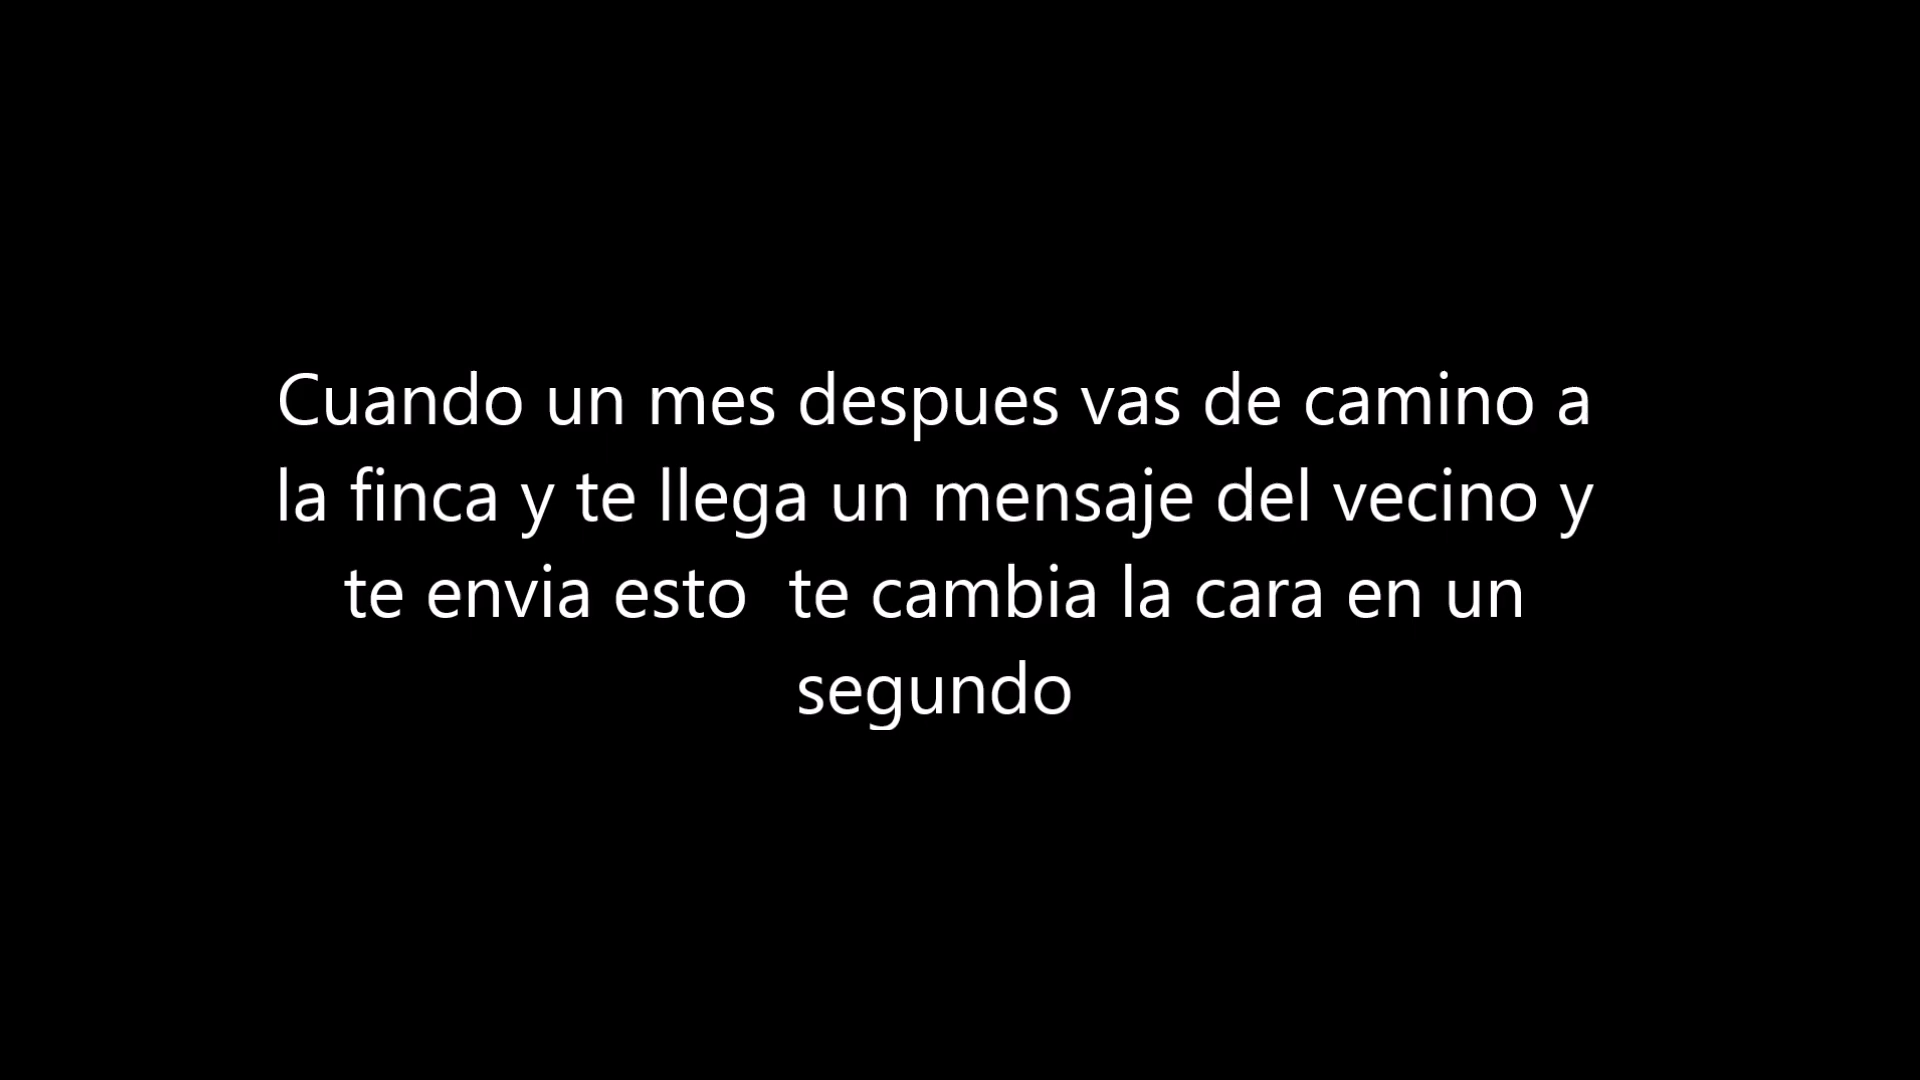 Cuando un mes despues vas de camino a
la finca y te llega un mensaje del vecino y
te envia esto  te cambia la cara en un
segundo